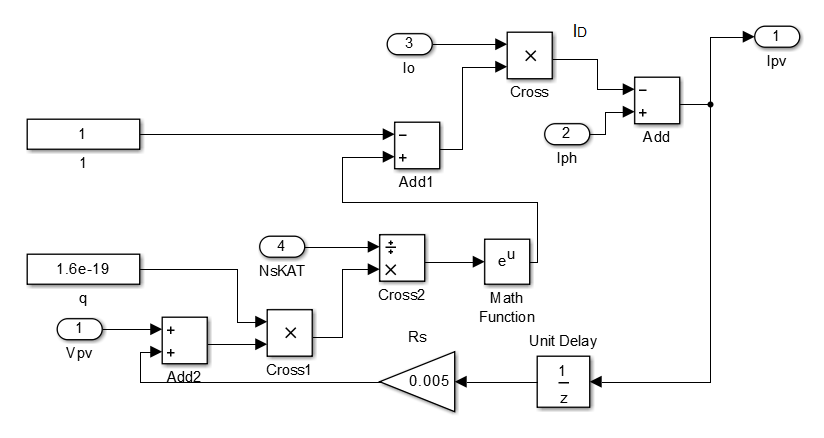 3
Io
×
Cross
ID
−
+
Add
1
Ipv
2
Iph
1
1
−
+
Add1
4
NsKAT
÷
×
Cross2
e^u
Math
Function
1.6e-19
q
1
Vpv
+
+
Add2
×
Cross1
Rs
0.005
Unit Delay
1
z